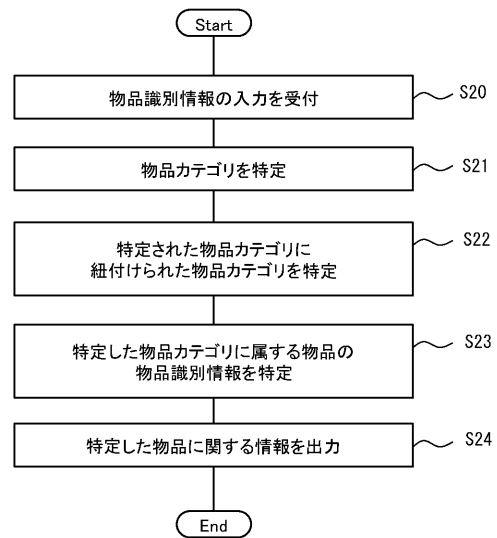 Start
物品識別情報の入力を受付
S20
物品カテゴリを特定
S21
特定された物品カテゴリに
紐付けられた物品カテゴリを特定
S22
特定した物品カテゴリに属する物品の
物品識別情報を特定
S23
特定した物品に関する情報を出力
S24
End